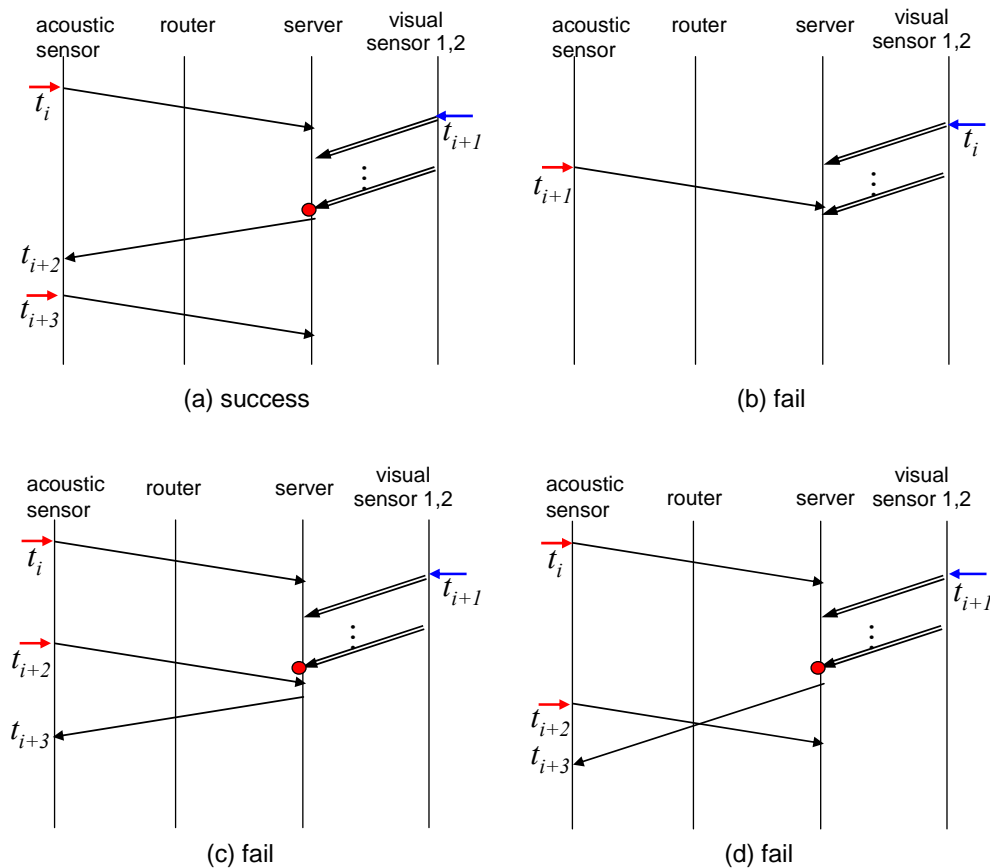 acoustic
sensor
router
server
visual
sensor 1,2
t_i
t_{i+1}
t_{i+2}
t_{i+3}
(a) success
acoustic
sensor
router
server
visual
sensor 1,2
t_i
t_{i+1}
(b) fail
acoustic
sensor
router
server
visual
sensor 1,2
t_i
t_{i+1}
t_{i+2}
t_{i+3}
(c) fail
acoustic
sensor
router
server
visual
sensor 1,2
t_i
t_{i+1}
t_{i+2}
t_{i+3}
(d) fail